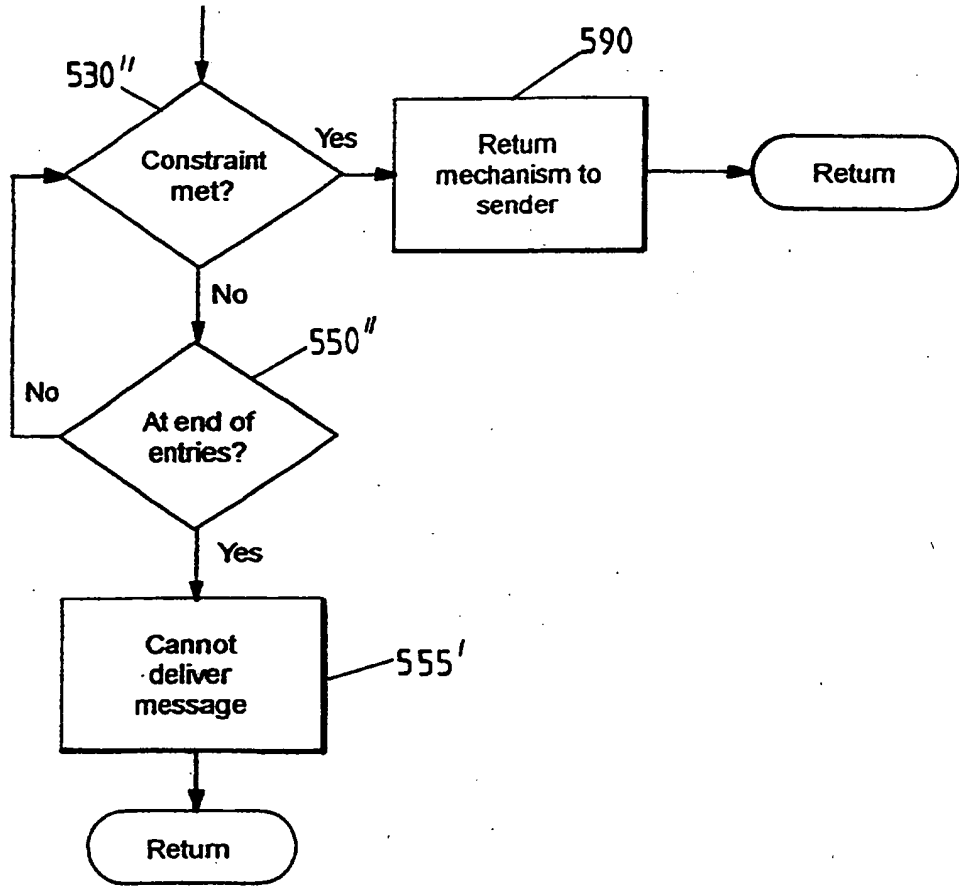 590
530"
Yes
Constraint
met?
Return
mechanism to
sender
Return
No
550"
No
At end of
entries?
Yes
Cannot
deliver
message
555'
Return